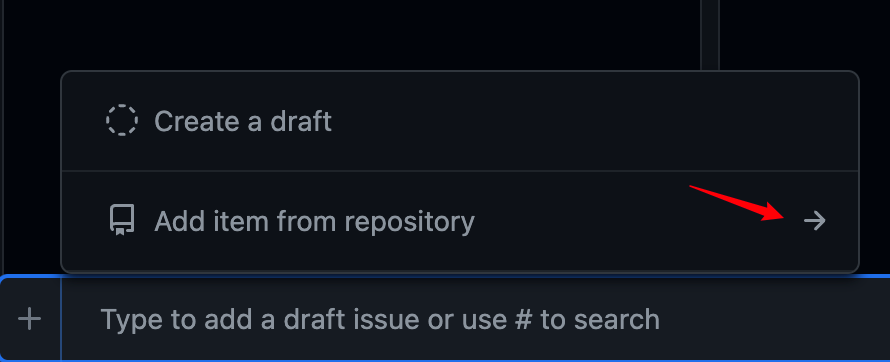 Create a draft
Add item from repository
Type to add a draft issue or use # to search